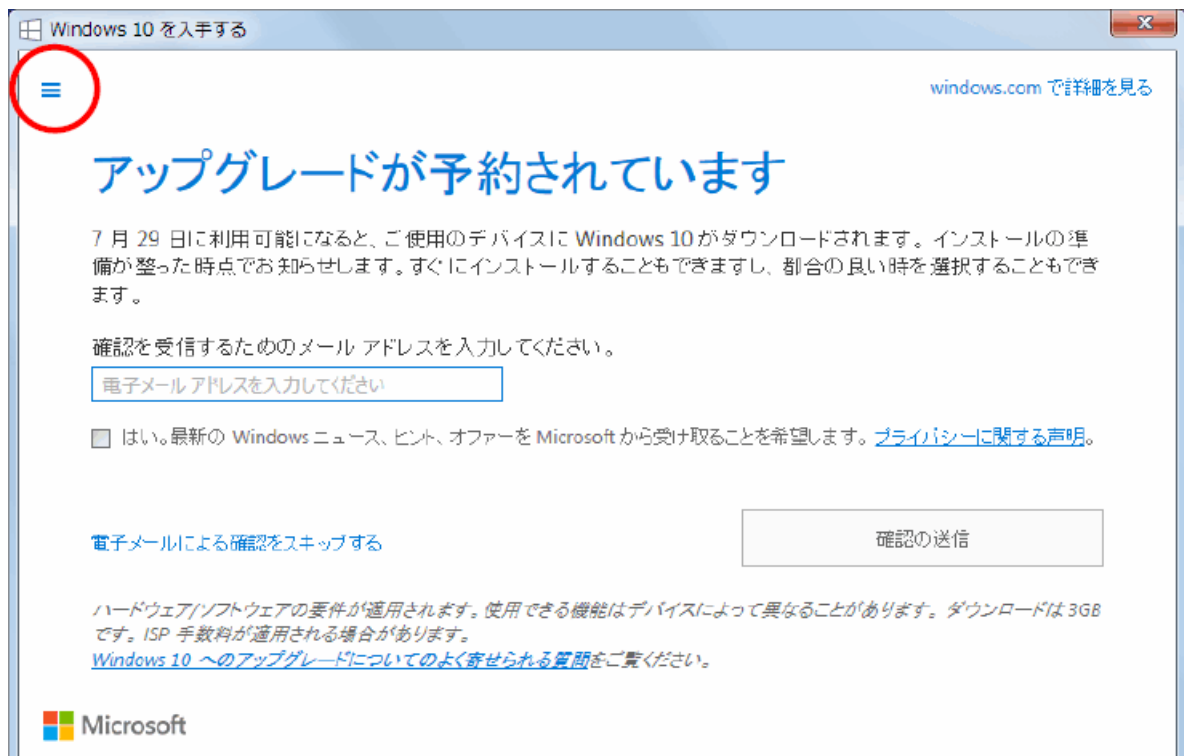 Windows 10 を入手する
windows.com で詳細を見る
アップグレードが予約されています
7 月 29 日に利用可能になると、ご使用のデバイスに Windows 10 がダウンロードされます。インストールの準
備が整った時点でお知らせします。すぐにインストールすることもできますし、都合の良い時を選択することもでき
ます。
確認を受信するためのメール アドレスを入力してください。
電子メール アドレスを入力してください
はい。最新の Windows ニュース、ヒント、オファーを Microsoft から受け取ることを希望します。プライバシーに関する声明。
電子メールによる確認をスキップする
確認の送信
ハードウェア/ソフトウェアの要件が適用されます。使用できる機能はデバイスによって異なることがあります。ダウンロードは 3GB
です。ISP 手数料が適用される場合があります。
Windows 10 へのアップグレードについてのよく寄せられる質問をご覧ください。
Microsoft